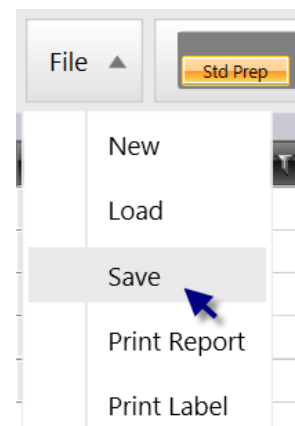 File ▲ Std Prep
New
Load
Save
Print Report
Print Label